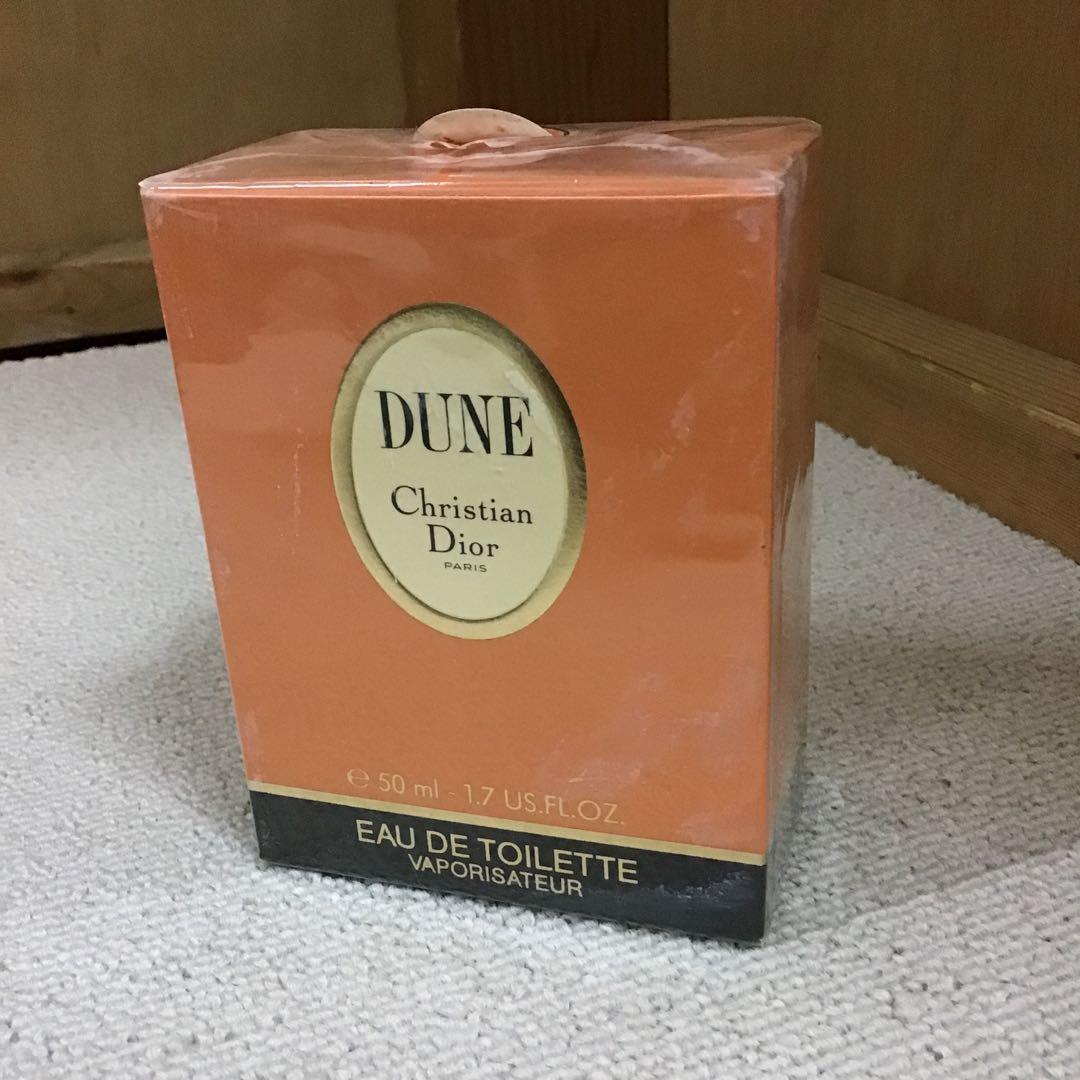 DUNE
Christian
Dior
PARIS
℮ 50 ml - 1.7 US.FL.OZ.
EAU DE TOILETTE
VAPORISATEUR